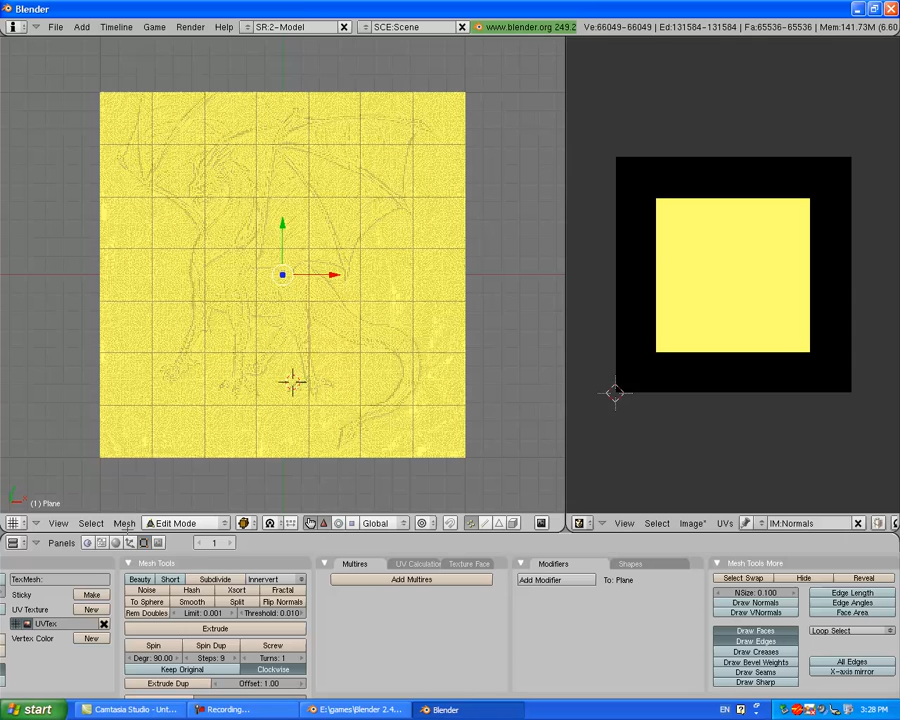 Blender
File Add Timeline Game Render Help SR:2-Model SCE:Scene www.blender.org 249.2 Ve:66049-66049 | Ed:131584-131584 | Fa:65536-65536 | Mem:141.73M (6.60
(1) Plane
View Select Mesh Edit Mode Global
View Select Image* UVs IM:Normals
Panels 1
TexMesh:
Sticky Make
UV Texture New
UVTex
Vertex Color New
Mesh Tools
Beauty Short Subdivide Innervert
Noise Hash Xsort Fractal
To Sphere Smooth Split Flip Normals
Rem Doubles Limit: 0.001 Threshold: 0.010
Extrude
Spin Spin Dup Screw
Degr: 90.00 Steps: 9 Turns: 1
Keep Original Clockwise
Extrude Dup Offset: 1.00
Multires UV Calculation Texture Face
Add Multires
Modifiers Shapes
Add Modifier To: Plane
Mesh Tools More
Select Swap Hide Reveal
NSize: 0.100 Edge Length
Draw Normals Edge Angles
Draw VNormals Face Area
Draw Faces Loop Select
Draw Edges
Draw Creases
Draw Bevel Weights All Edges
Draw Seams X-axis mirror
Draw Sharp
start Camtasia Studio - Unt... Recording... E:\games\Blender 2.4... Blender EN 3:28 PM